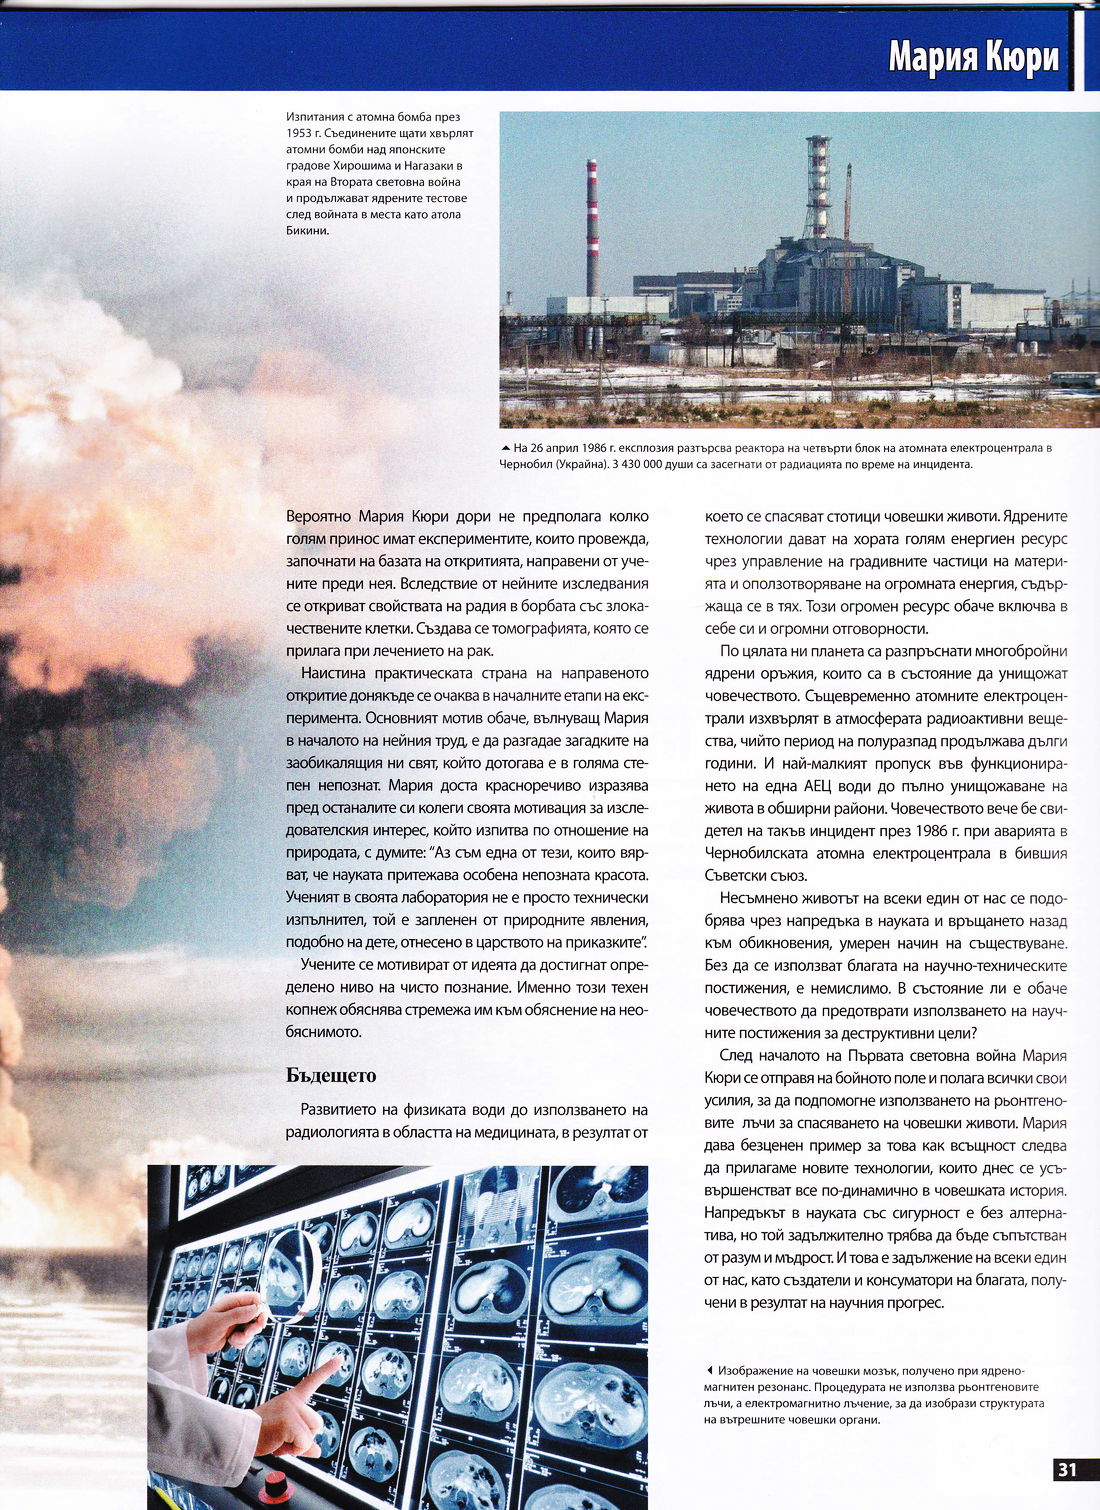 Мария Кюри
Изпитания с атомна бомба през
1953 г. Съединените щати хвърлят
атомни бомби над японските
градове Хирошима и Нагазаки в
края на Втората световна война
и продължават ядрените тестове
след войната в места като атола
Бикини.
На 26 април 1986 г. експлозия разтърсва реактора на четвърти блок на атомната електроцентрала в
Чернобил (Украйна). 3 430 000 души са засегнати от радиацията по време на инцидента.
Вероятно Мария Кюри дори не предполага колко
голям принос имат експериментите, които провежда,
започнати на базата на откритията, направени от уче-
ните преди нея. Вследствие от нейните изследвания
се откриват свойствата на радия в борбата със злока-
чествените клетки. Създава се томографията, която се
прилага при лечението на рак.
Наистина практическата страна на направеното
откритие донякъде се очаква в началните етапи на екс-
перимента. Основният мотив обаче, вълнуващ Мария
в началото на нейния труд, е да разгадае загадките на
заобикалящия ни свят, който дотогава е в голяма сте-
пен непознат. Мария доста красноречиво изразява
пред останалите си колеги своята мотивация за изсле-
дователския интерес, който изпитва по отношение на
природата, с думите: “Аз съм една от тези, които вяр-
ват, че науката притежава особена непозната красота.
Ученият в своята лаборатория не е просто технически
изпълнител, той е запленен от природните явления,
подобно на дете, отнесено в царството на приказките”.
Учените се мотивират от идеята да достигнат опре-
делено ниво на чисто познание. Именно този техен
копнеж обяснява стремежа им към обяснение на нео-
бяснимото.
Бъдещето
Развитието на физиката води до използването на
радиологията в областта на медицината, в резултат от
което се спасяват стотици човешки животи. Ядрените
технологии дават на хората голям енергиен ресурс
чрез управление на градивните частици на матери-
ята и оползотворяване на огромната енергия, съдър-
жаща се в тях. Този огромен ресурс обаче включва в
себе си и огромни отговорности.
По цялата ни планета са разпръснати многобройни
ядрени оръжия, които са в състояние да унищожат
човечеството. Същевременно атомните електроцен-
трали изхвърлят в атмосферата радиоактивни веще-
ства, чийто период на полуразпад продължава дълги
години. И най-малкият пропуск във функционира-
нето на една АЕЦ води до пълно унищожаване на
живота в обширни райони. Човечеството вече бе сви-
детел на такъв инцидент през 1986 г. при аварията в
Чернобилската атомна електроцентрала в бившия
Съветски съюз.
Несъмнено животът на всеки един от нас се подо-
брява чрез напредъка в науката и връщането назад
към обикновения, умерен начин на съществуване.
Без да се използват благата на научно-техническите
постижения, е немислимо. В състояние ли е обаче
човечеството да предотврати използването на науч-
ните постижения за деструктивни цели?
След началото на Първата световна война Мария
Кюри се отправя на бойното поле и полага всички свои
усилия, за да подпомогне използването на рьонтгено-
вите лъчи за спасяването на човешки животи. Мария
дава безценен пример за това как всъщност следва
да прилагаме новите технологии, които днес се усъ-
вършенстват все по-динамично в човешката история.
Напредъкът в науката със сигурност е без алтерна-
тива, но той задължително трябва да бъде съпътстван
от разум и мъдрост. И това е задължение на всеки един
от нас, като създатели и консуматори на благата, полу-
чени в резултат на научния прогрес.
Изображение на човешки мозък, получено при ядрено-
магнитен резонанс. Процедурата не използва рьонтгеновите
лъчи, а електромагнитно лъчение, за да изобрази структурата
на вътрешните човешки органи.
31